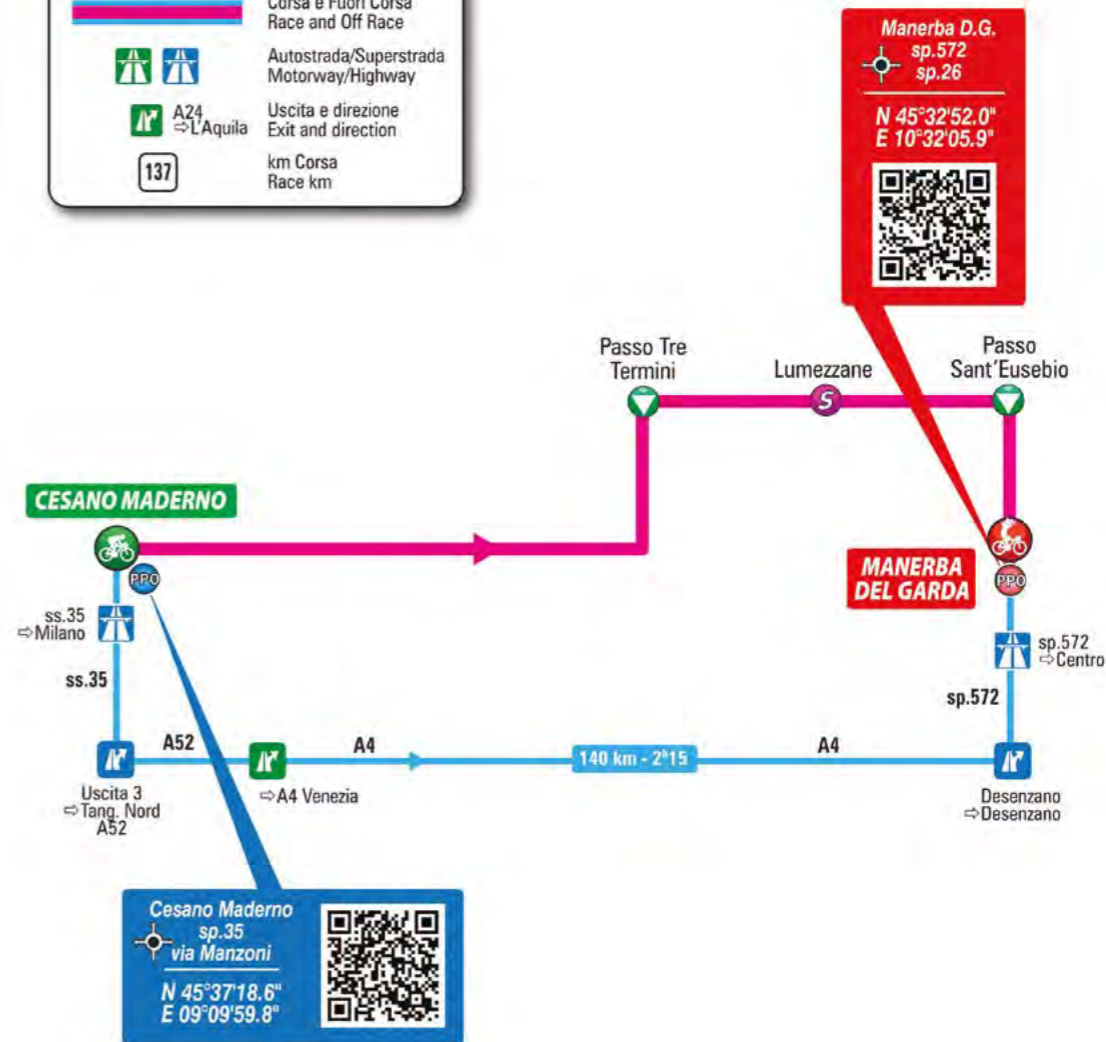 Corsa e Fuori Corsa
Race and Off Race
Autostrada/Superstrada
Motorway/Highway
A24
⇨L'Aquila
Uscita e direzione
Exit and direction
137
km Corsa
Race km
Manerba D.G.
sp.572
sp.26
N 45°32'52.0"
E 10°32'05.9"
Passo Tre
Termini
Lumezzane
Passo
Sant'Eusebio
S
CESANO MADERNO
PPO
MANERBA
DEL GARDA
PPO
ss.35
⇨Milano
ss.35
sp.572
⇨Centro
sp.572
A52
A4
140 km - 2h15
A4
Uscita 3
⇨Tang. Nord
A52
⇨A4 Venezia
Desenzano
⇨Desenzano
Cesano Maderno
sp.35
via Manzoni
N 45°37'18.6"
E 09°09'59.8"